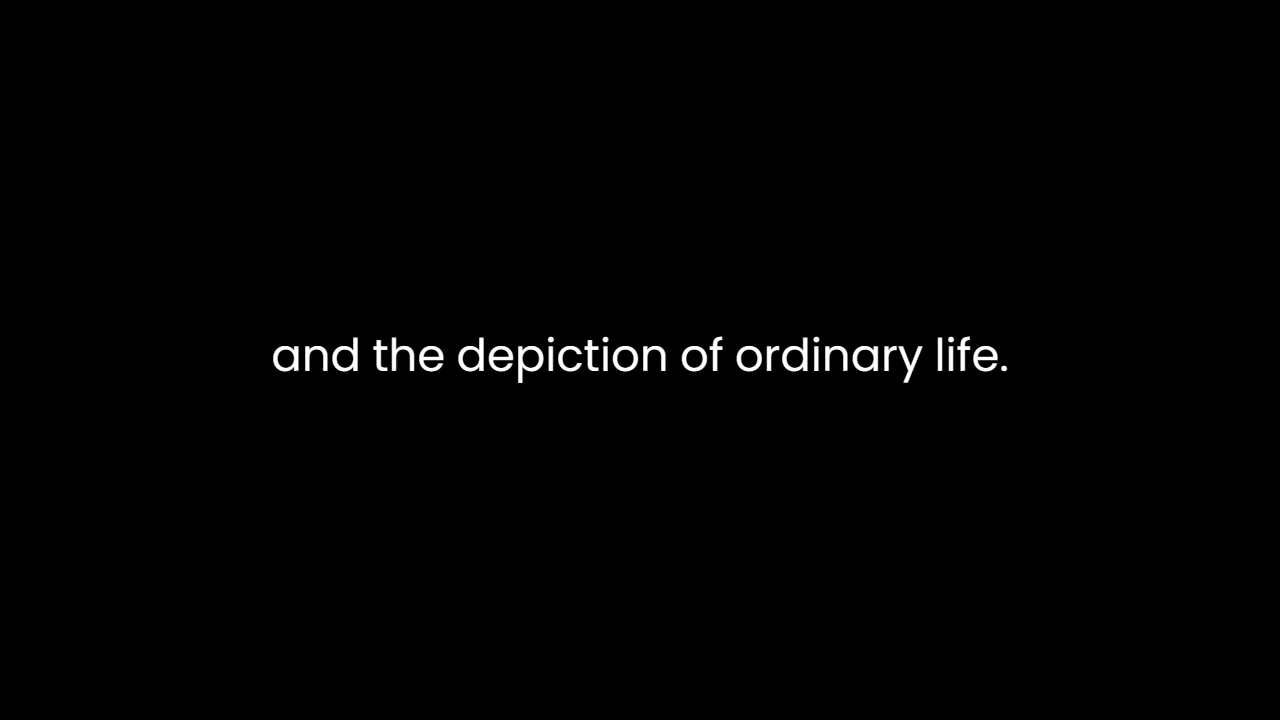 and the depiction of ordinary life.